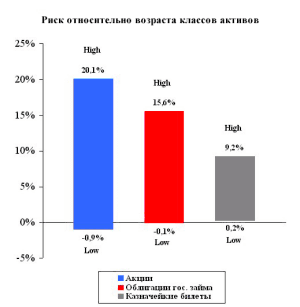 Риск относительно возраста классов активов
25%
High
20,1%
20%
High
15,6%
15%
High
9,2%
10%
5%
0%
-0,9%
Low
-0,1%
Low
0,2%
Low
-5%
Акции
Облигации гос. займа
Казначейкие билеты